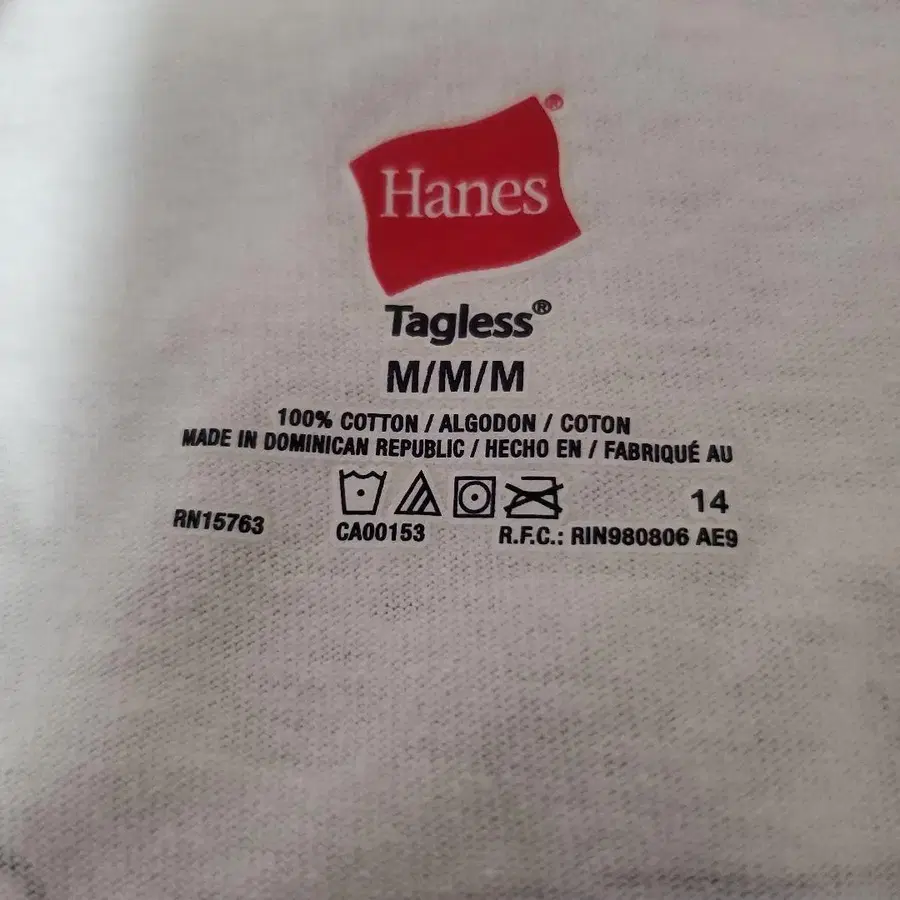 Hanes®
Tagless®
M/M/M
100% COTTON / ALGODON / COTON
MADE IN DOMINICAN REPUBLIC / HECHO EN / FABRIQUÉ AU
14
RN15763 CA00153 R.F.C.: RIN980806 AE9